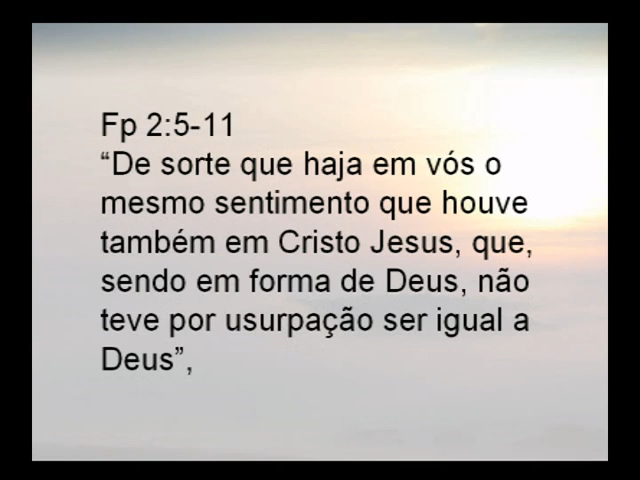 Fp 2:5-11
“De sorte que haja em vós o
mesmo sentimento que houve
também em Cristo Jesus, que,
sendo em forma de Deus, não
teve por usurpação ser igual a
Deus”,